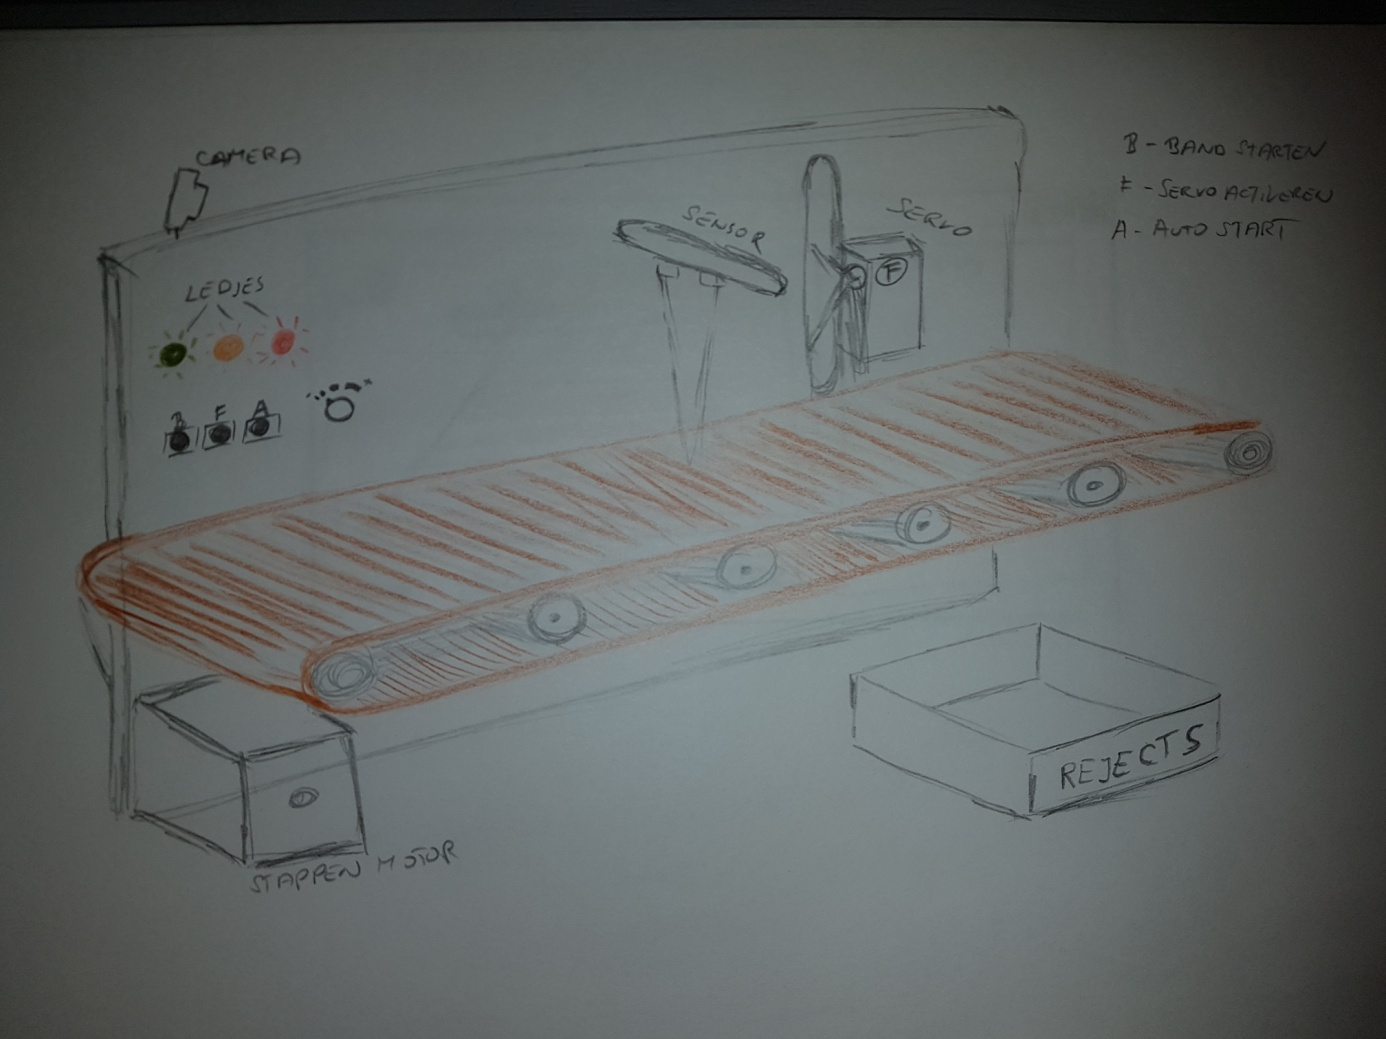 CAMERA
B - BAND STARTEN
F - SERVO ACTIVEREN
A - AUTO START
SENSOR
SERVO
F
LEDJES
B F A
REJECTS
STAPPEN MOTOR